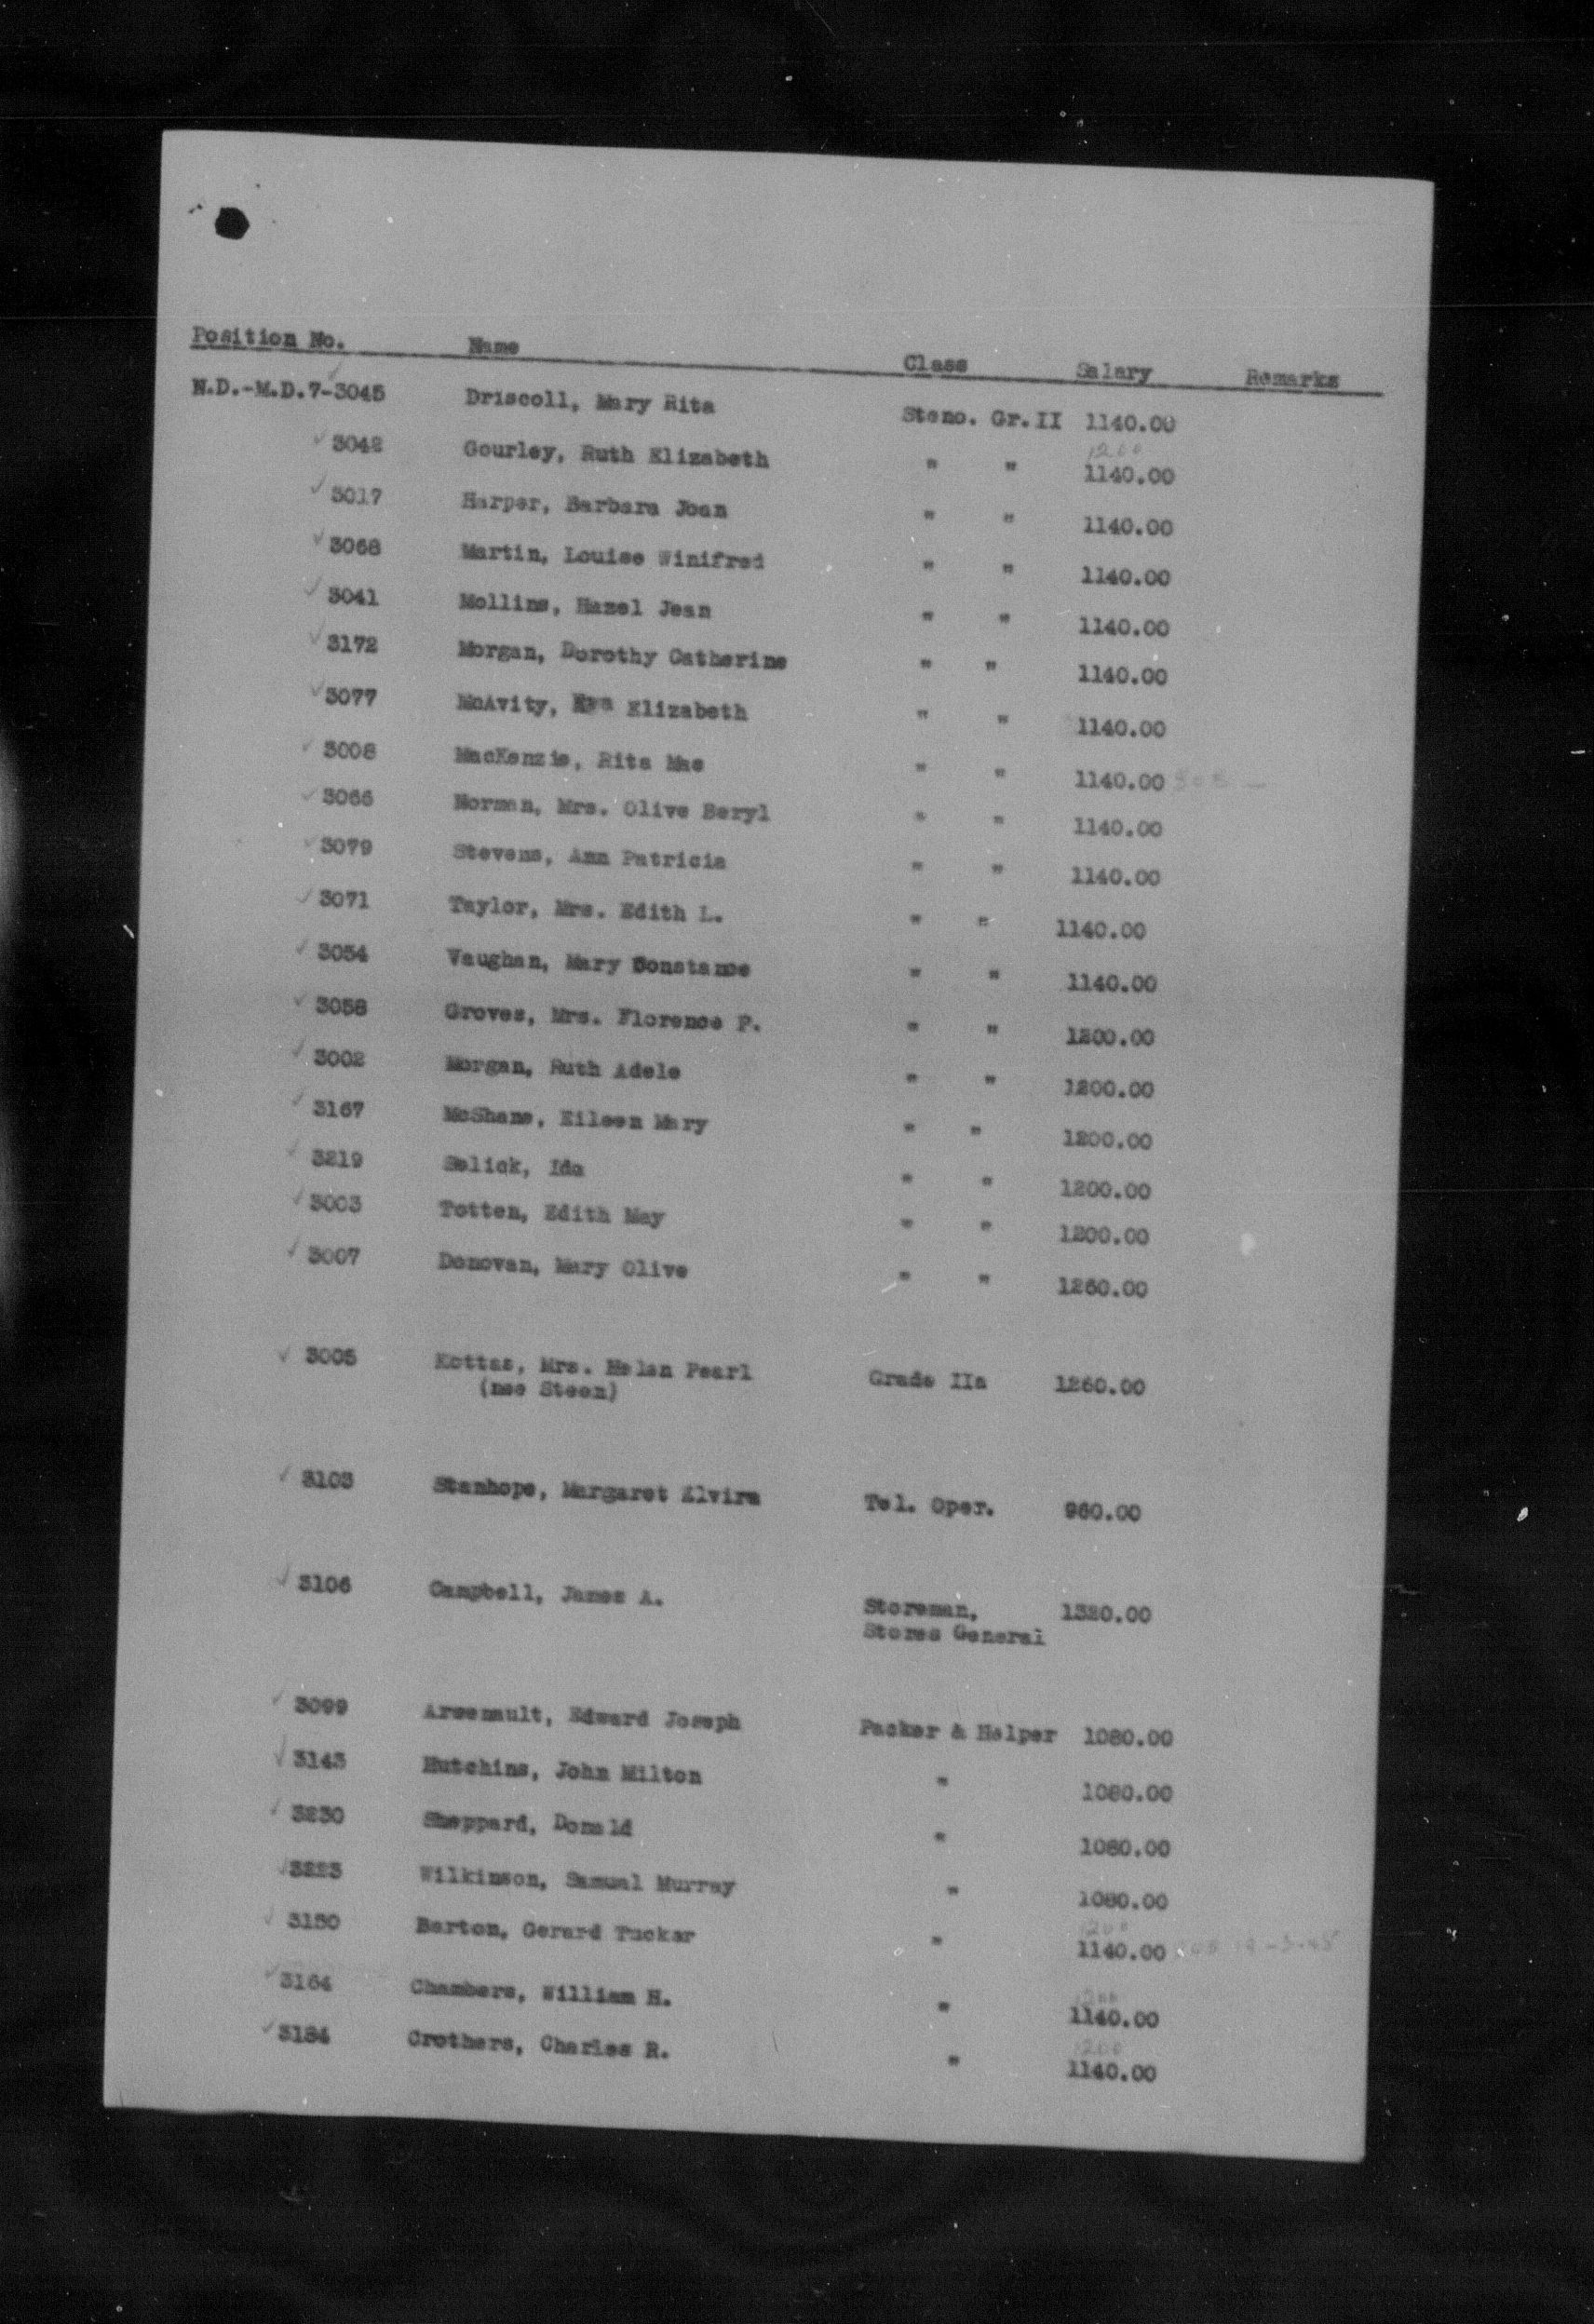 Position No. Name Class Salary Remarks
N.D.-M.D.7-3045 Driscoll, Mary Rita Steno. Gr.II 1140.00
1200
✓ 3042 Gourley, Ruth Elizabeth " " 1140.00
✓ 3017 Harper, Barbara Joan " " 1140.00
✓ 3068 Martin, Louise Winifred " " 1140.00
✓ 3041 Mollins, Hazel Jean " " 1140.00
✓ 3172 Morgan, Dorothy Catherine " " 1140.00
✓ 3077 McAvity, Eva Elizabeth " " 1140.00
✓ 3008 MacKenzie, Rita Mae " " 1140.00
✓ 3066 Norman, Mrs. Olive Beryl " " 1140.00
✓ 3079 Stevens, Ann Patricia " " 1140.00
✓ 3071 Taylor, Mrs. Edith L. " " 1140.00
✓ 3054 Vaughan, Mary Constance " " 1140.00
✓ 3058 Groves, Mrs. Florence P. " " 1200.00
✓ 3002 Morgan, Ruth Adele " " 1200.00
✓ 3167 McShane, Eileen Mary " " 1200.00
✓ 3219 Selick, Ida " " 1200.00
✓ 3003 Totten, Edith May " " 1200.00
✓ 3007 Donovan, Mary Olive " " 1260.00
✓ 3005 Kottas, Mrs. Helen Pearl Grade IIa 1260.00
(nee Steen)
✓ 3103 Stanhope, Margaret Elvira Tel. Oper. 960.00
✓ 3106 Campbell, James A. Storeman, 1320.00
Stores General
✓ 3099 Arsenault, Edward Joseph Packer & Helper 1080.00
✓ 3143 Hutchins, John Milton " 1080.00
✓ 3230 Sheppard, Donald " 1080.00
✓ 3223 Wilkinson, Samual Murray " 1080.00
1200
✓ 3150 Barton, Gerard Tucker " 1140.00
1200
✓ 3164 Chambers, William H. " 1140.00
1200
✓ 3184 Crothers, Charles R. " 1140.00